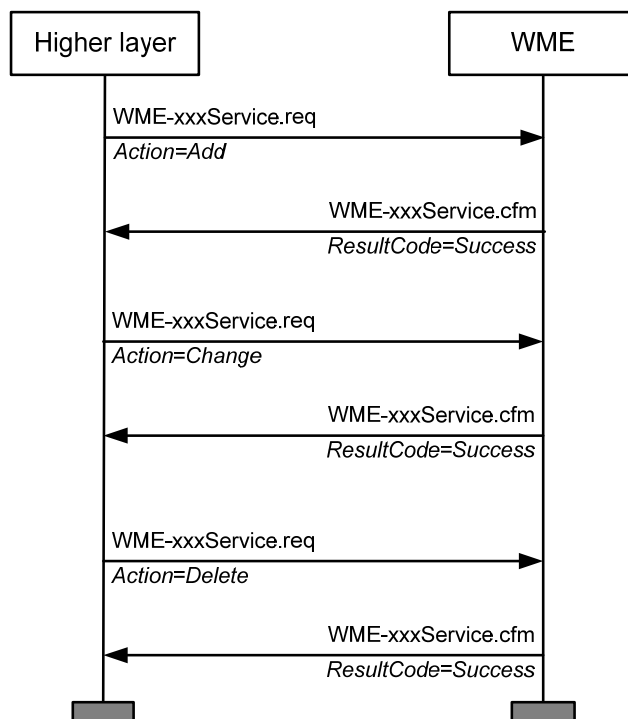 Higher layer
WME
WME-xxxService.req
Action=Add
WME-xxxService.cfm
ResultCode=Success
WME-xxxService.req
Action=Change
WME-xxxService.cfm
ResultCode=Success
WME-xxxService.req
Action=Delete
WME-xxxService.cfm
ResultCode=Success